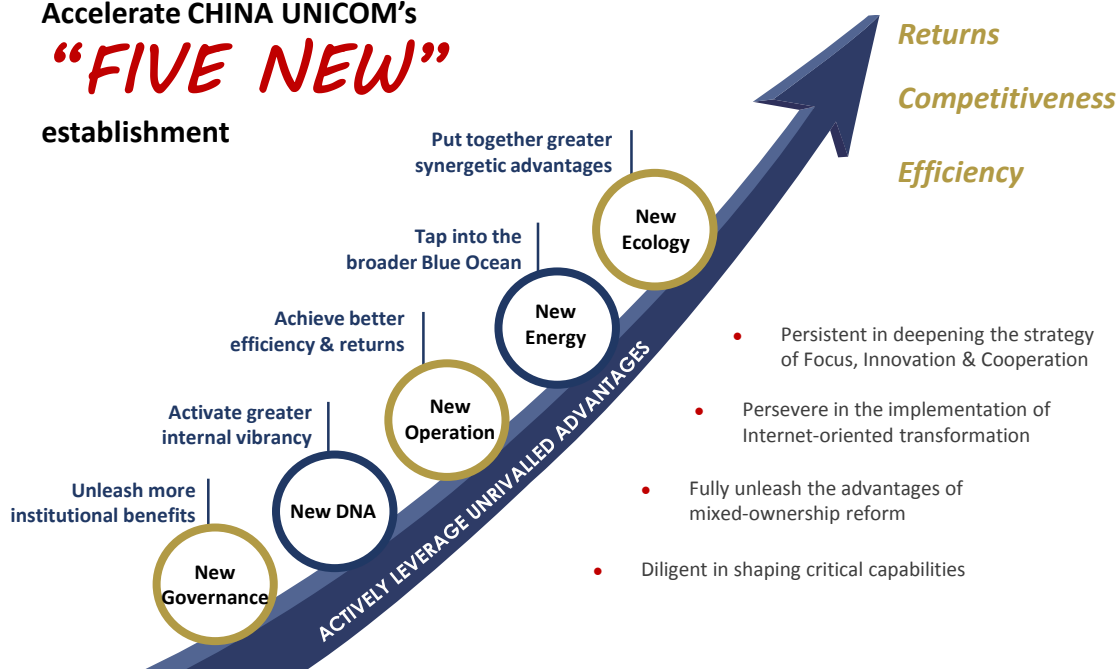 Accelerate CHINA UNICOM's
"FIVE NEW"
establishment
Returns
Competitiveness
Efficiency
Put together greater
synergetic advantages
New
Ecology
Tap into the
broader Blue Ocean
New
Energy
Achieve better
efficiency & returns
New
Operation
Activate greater
internal vibrancy
New DNA
Unleash more
institutional benefits
New
Governance
ACTIVELY LEVERAGE UNRIVALLED ADVANTAGES
• Persistent in deepening the strategy
of Focus, Innovation & Cooperation
• Persevere in the implementation of
Internet-oriented transformation
• Fully unleash the advantages of
mixed-ownership reform
• Diligent in shaping critical capabilities